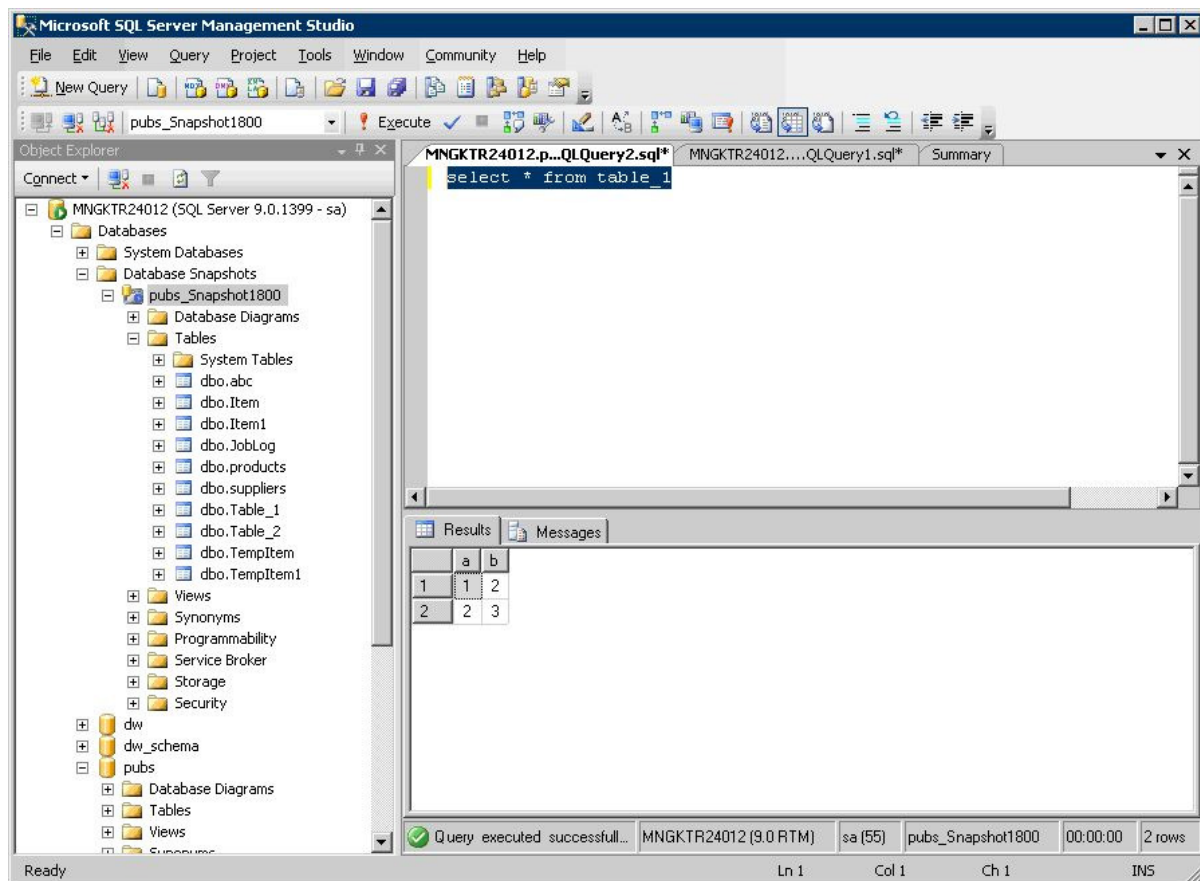 Microsoft SQL Server Management Studio
File Edit View Query Project Tools Window Community Help
New Query
pubs_Snapshot1800 Execute
Object Explorer
Connect
MNGKTR24012 (SQL Server 9.0.1399 - sa)
Databases
System Databases
Database Snapshots
pubs_Snapshot1800
Database Diagrams
Tables
System Tables
dbo.abc
dbo.Item
dbo.Item1
dbo.JobLog
dbo.products
dbo.suppliers
dbo.Table_1
dbo.Table_2
dbo.TempItem
dbo.TempItem1
Views
Synonyms
Programmability
Service Broker
Storage
Security
dw
dw_schema
pubs
Database Diagrams
Tables
Views
Synonyms
MNGKTR24012.p...QLQuery2.sql* MNGKTR24012....QLQuery1.sql* Summary
select * from table_1
Results Messages
a b
1 1 2
2 2 3
Query executed successfull... MNGKTR24012 (9.0 RTM) sa (55) pubs_Snapshot1800 00:00:00 2 rows
Ready Ln 1 Col 1 Ch 1 INS